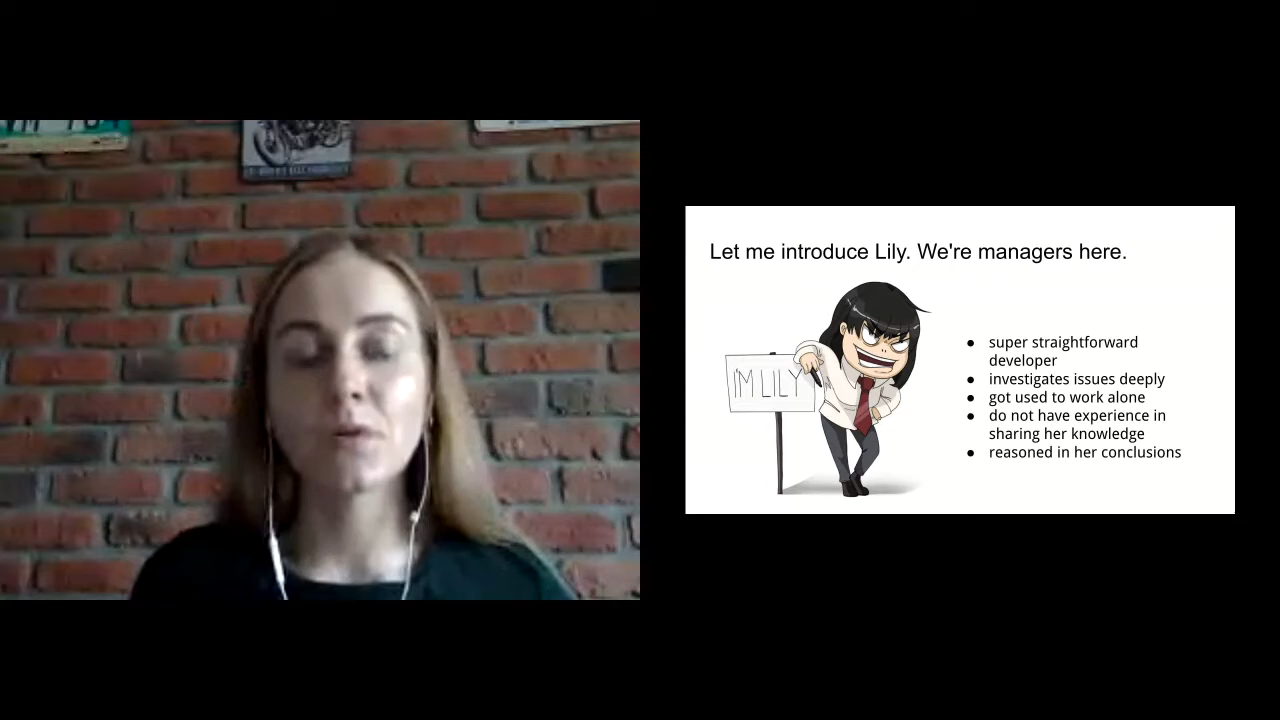 Let me introduce Lily. We're managers here.
I'M LILY
● super straightforward
developer
● investigates issues deeply
● got used to work alone
● do not have experience in
sharing her knowledge
● reasoned in her conclusions